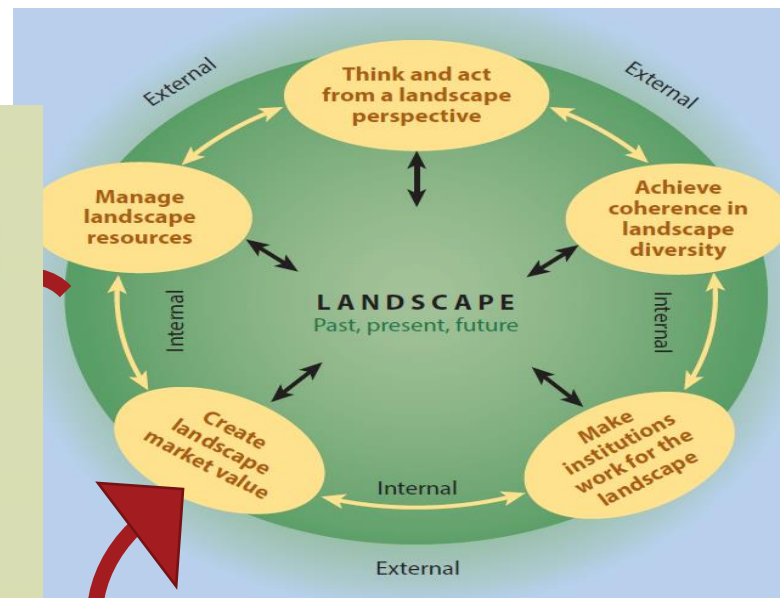 External
External
Think and act
from a landscape
perspective
Manage
landscape
resources
Achieve
coherence in
landscape
diversity
LANDSCAPE
Past, present, future
Internal
Internal
Create
landscape
market value
Make
institutions
work for the
landscape
Internal
External